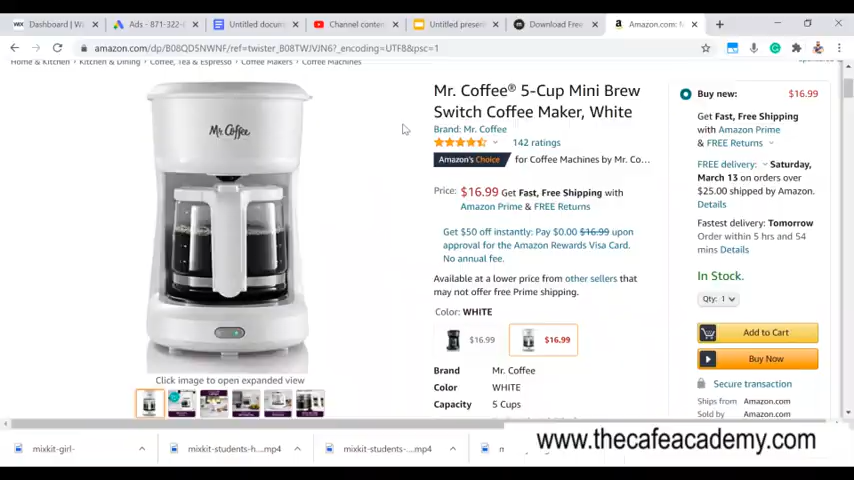 Dashboard | W
Ads - 871-322-
Untitled docum
Channel conten
Untitled presen
Download Free
Amazon.com:
amazon.com/dp/B08QD5NWNF/ref=twister_B08TWJVJN6?_encoding=UTF8&psc=1
Home & Kitchen › Kitchen & Dining › Coffee, Tea & Espresso › Coffee Makers › Coffee Machines
Sponsored
Mr. Coffee
Click image to open expanded view
Mr. Coffee® 5-Cup Mini Brew
Switch Coffee Maker, White
Brand: Mr. Coffee
142 ratings
Amazon's Choice for Coffee Machines by Mr. Co...
Price: $16.99 Get Fast, Free Shipping with
Amazon Prime & FREE Returns
Get $50 off instantly: Pay $0.00 $16.99 upon
approval for the Amazon Rewards Visa Card.
No annual fee.
Available at a lower price from other sellers that
may not offer free Prime shipping.
Color: WHITE
$16.99
$16.99
Brand Mr. Coffee
Color WHITE
Capacity 5 Cups
Buy new: $16.99
Get Fast, Free Shipping
with Amazon Prime
& FREE Returns
FREE delivery: Saturday,
March 13 on orders over
$25.00 shipped by Amazon.
Details
Fastest delivery: Tomorrow
Order within 5 hrs and 54
mins Details
In Stock.
Qty: 1
Add to Cart
Buy Now
Secure transaction
Ships from Amazon.com
Sold by Amazon.com
mixkit-girl-
mixkit-students-h....mp4
mixkit-students-....mp4
www.thecafeacademy.com